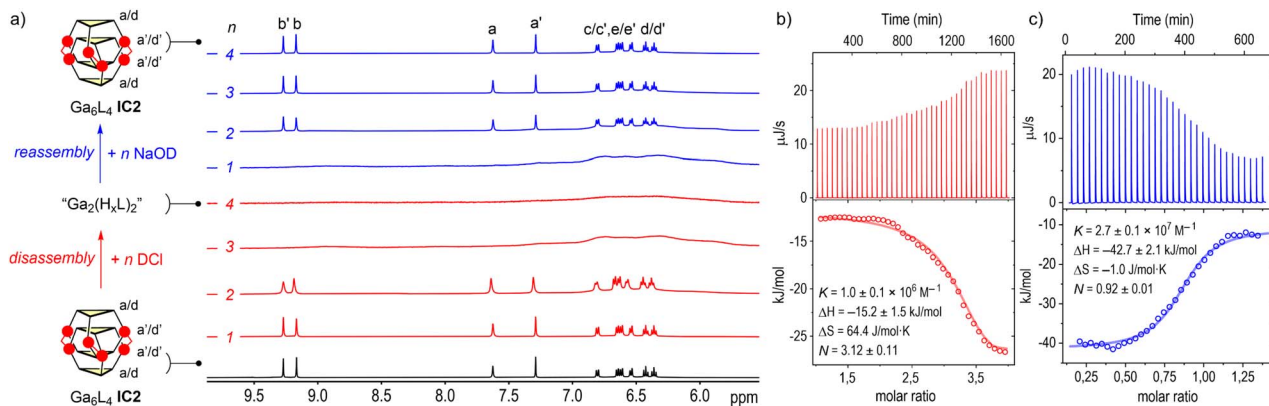 a)
a/d
a'/d'
a'/d'
a/d
Ga₆L₄ IC2
reassembly + n NaOD
"Ga₂(HₓL)₂"
disassembly + n DCl
a/d
a'/d'
a'/d'
a/d
Ga₆L₄ IC2
n
b' b a a' c/c',e/e' d/d'
4
3
2
1
4
3
2
1
9.5 9.0 8.5 8.0 7.5 7.0 6.5 6.0 ppm
b)
Time (min)
400 800 1200 1600
20
10
0
μJ/s
-15
-20
-25
kJ/mol
K = 1.0 ± 0.1 × 10⁶ M⁻¹
ΔH = −15.2 ± 1.5 kJ/mol
ΔS = 64.4 J/mol·K
N = 3.12 ± 0.11
1,5 2,5 3,5
molar ratio
c)
Time (min)
0 200 400 600
20
10
0
μJ/s
-10
-20
-30
-40
kJ/mol
K = 2.7 ± 0.1 × 10⁷ M⁻¹
ΔH = −42.7 ± 2.1 kJ/mol
ΔS = −1.0 J/mol·K
N = 0.92 ± 0.01
0,25 0,50 0,75 1,00 1,25
molar ratio